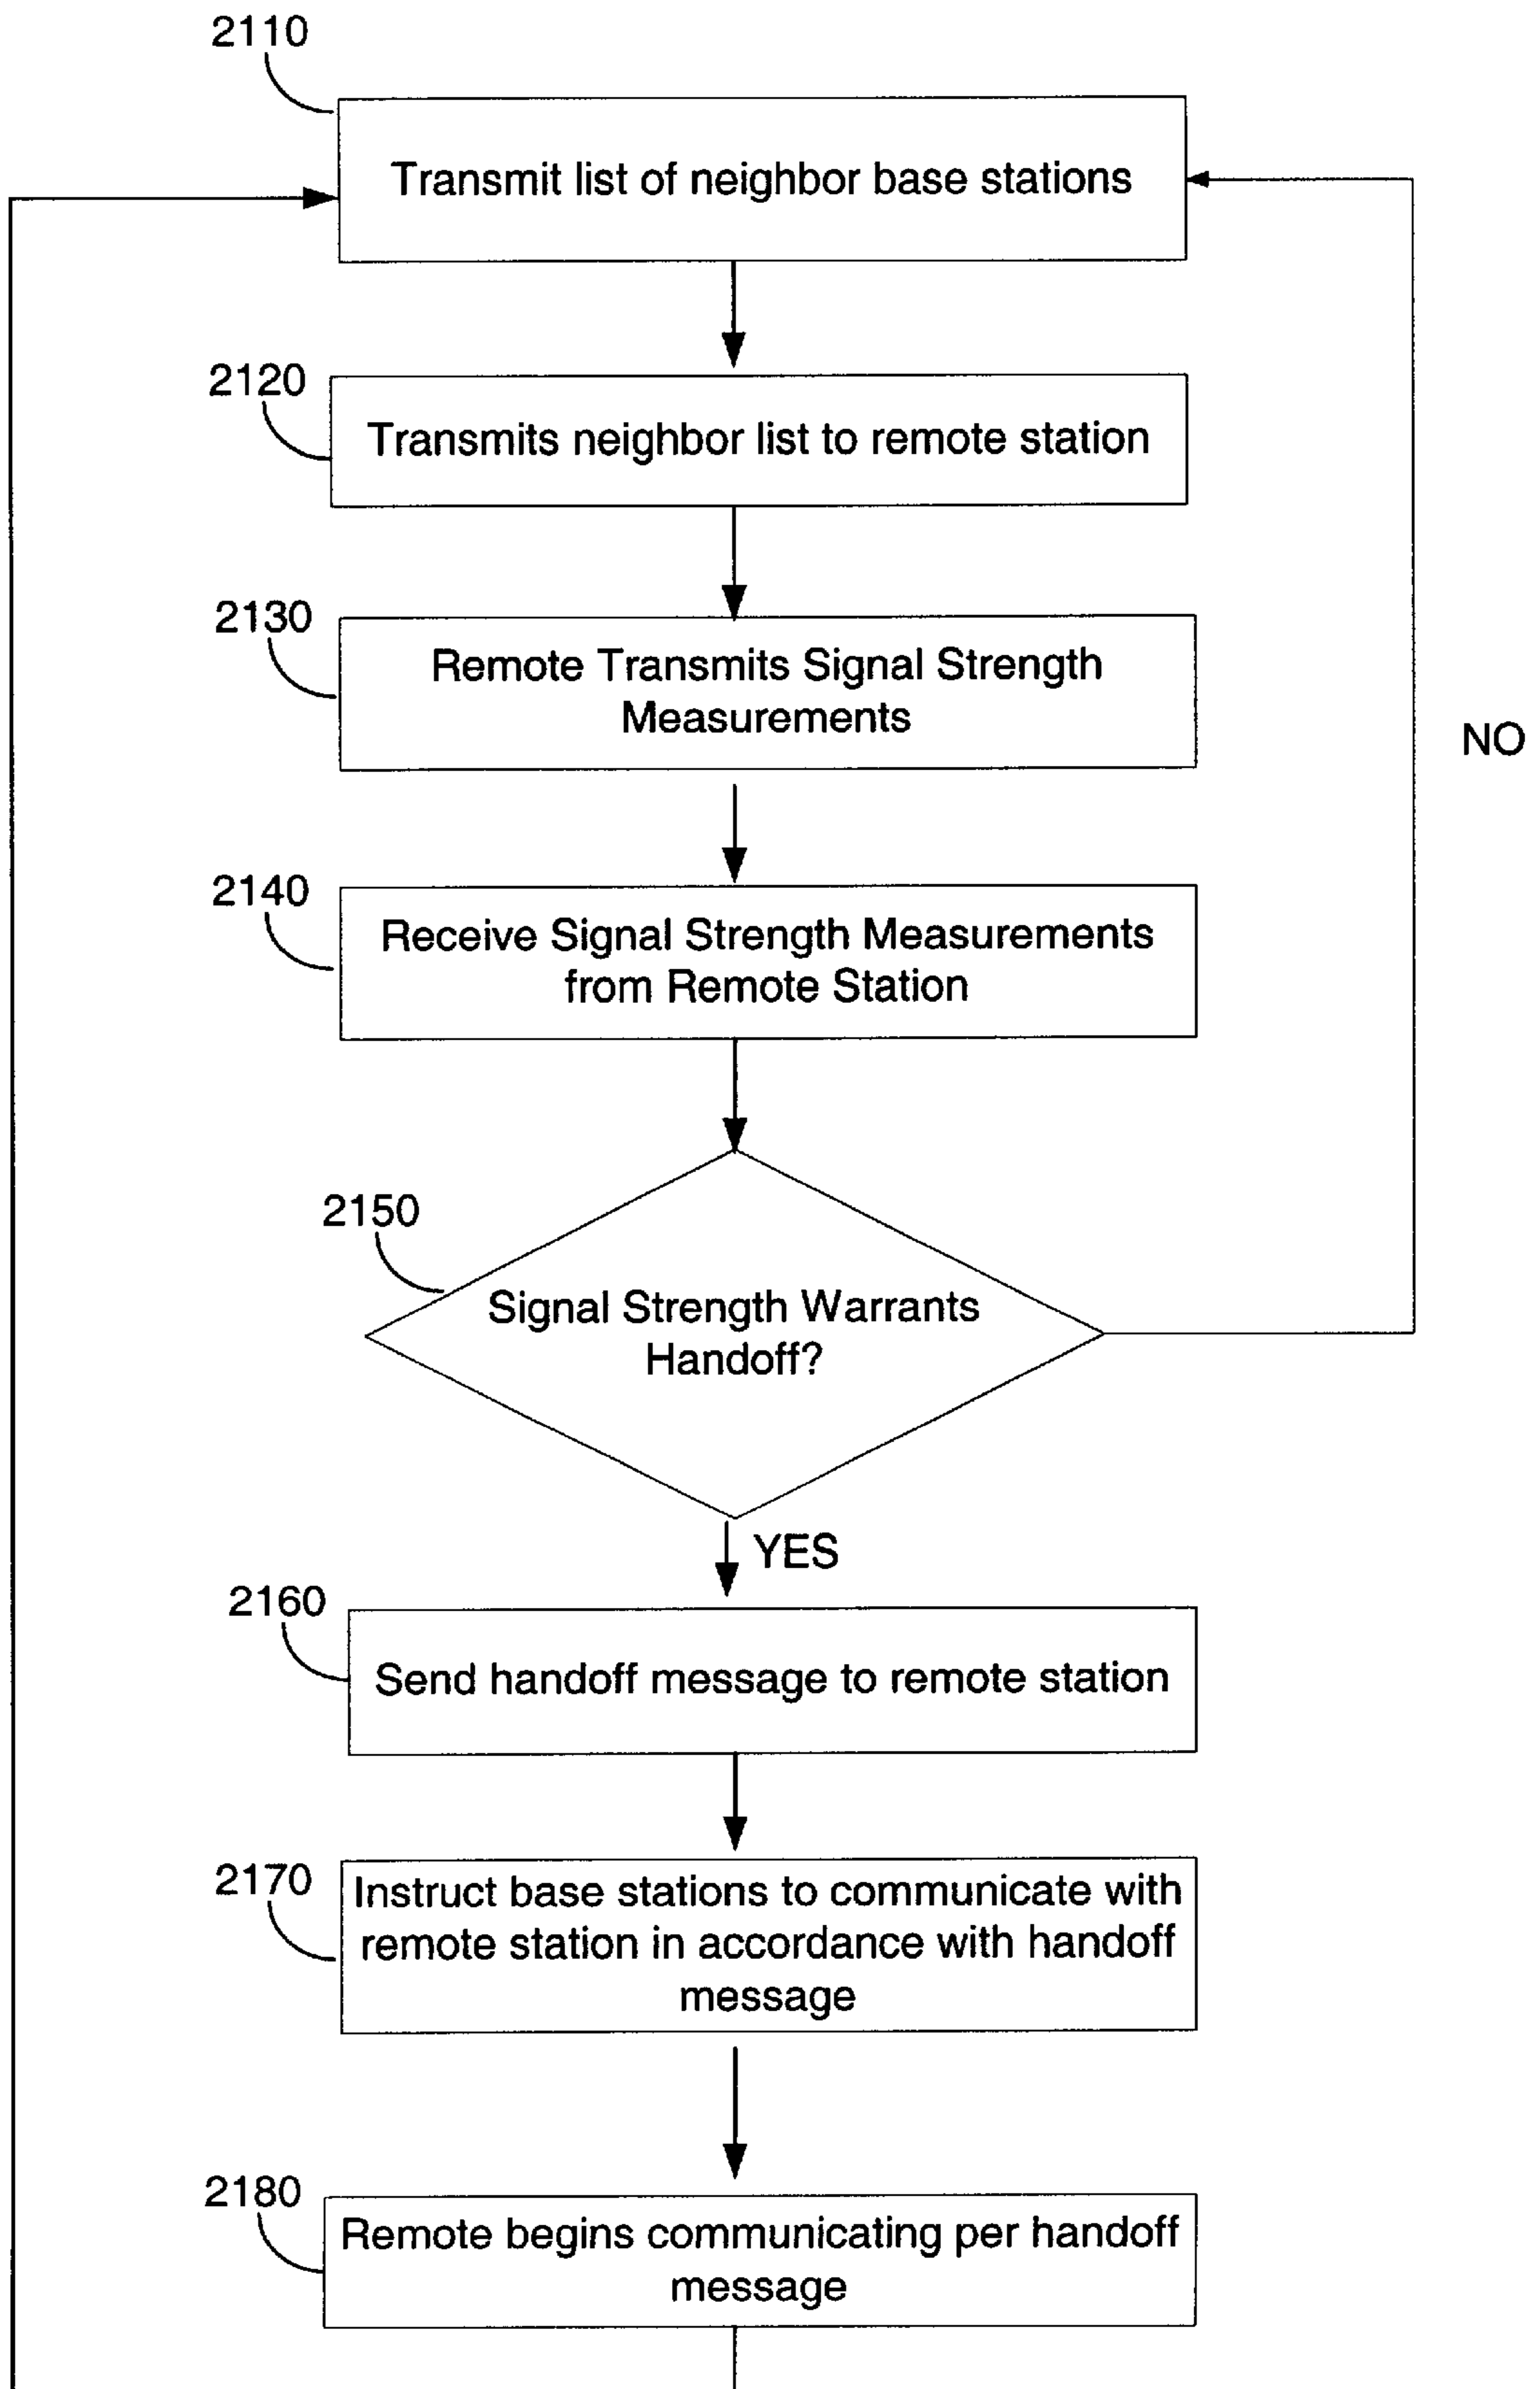 2110
Transmit list of neighbor base stations
2120
Transmits neighbor list to remote station
2130
Remote Transmits Signal Strength
Measurements
NO
2140
Receive Signal Strength Measurements
from Remote Station
2150
Signal Strength Warrants
Handoff?
YES
2160
Send handoff message to remote station
2170
Instruct base stations to communicate with
remote station in accordance with handoff
message
2180
Remote begins communicating per handoff
message